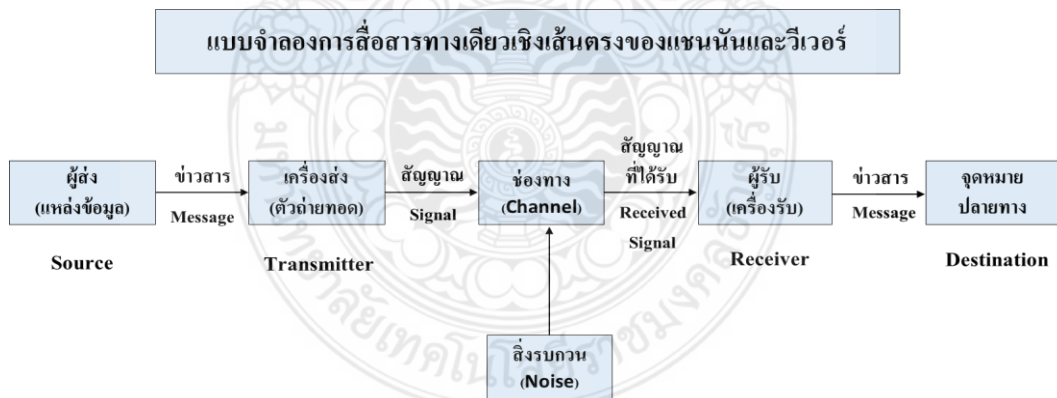 แบบจำลองการสื่อสารทางเดียวเชิงเส้นตรงของแชนนันและวีเวอร์
ผู้ส่ง
(แหล่งข้อมูล)
Source
ข่าวสาร
Message
เครื่องส่ง
(ตัวถ่ายทอด)
Transmitter
สัญญาณ
Signal
ช่องทาง
(Channel)
สัญญาณ
ที่ได้รับ
Received
Signal
ผู้รับ
(เครื่องรับ)
Receiver
ข่าวสาร
Message
จุดหมาย
ปลายทาง
Destination
สิ่งรบกวน
(Noise)